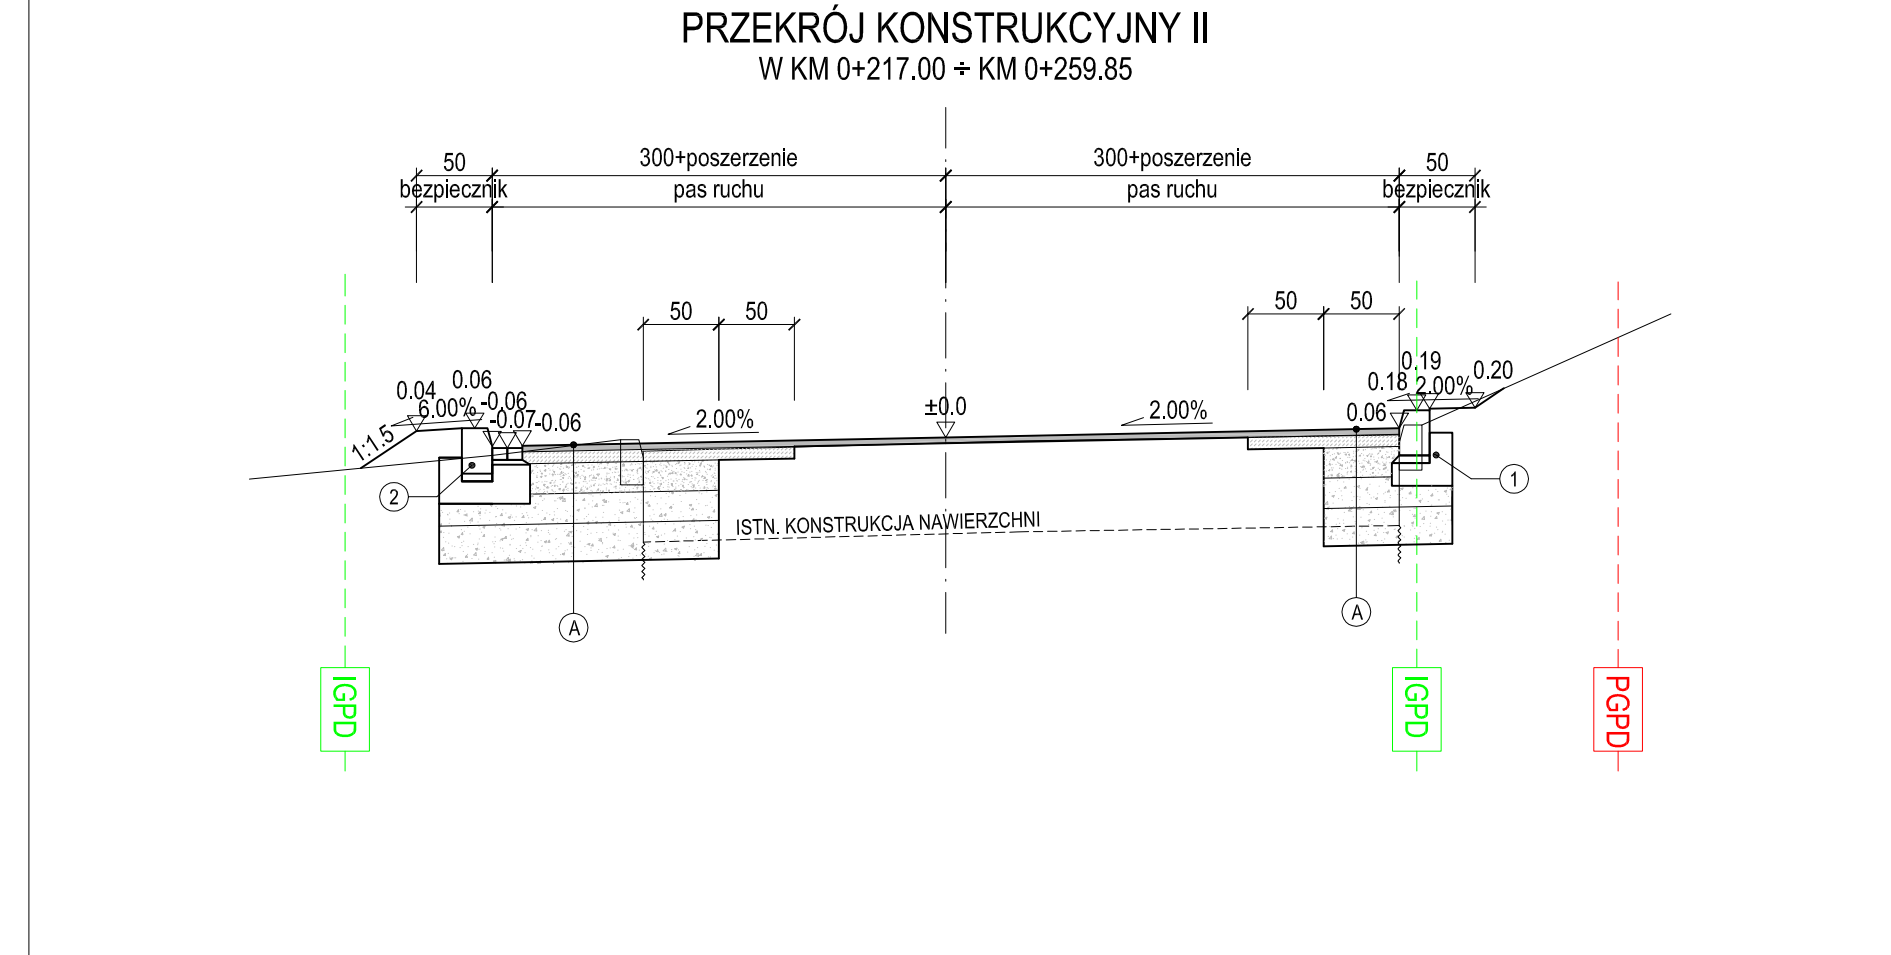 PRZEKRÓJ KONSTRUKCYJNY II
W KM 0+217.00 ÷ KM 0+259.85
50
300+poszerzenie
300+poszerzenie
50
bezpiecznik
pas ruchu
pas ruchu
bezpiecznik
50
50
50
50
0.04
0.06
-0.06
6.00%
-0.07
-0.06
1:1.5
2.00%
±0.0
2.00%
0.06
0.18
0.19
2.00%
0.20
2
1
ISTN. KONSTRUKCJA NAWIERZCHNI
A
A
IGPD
IGPD
PGPD